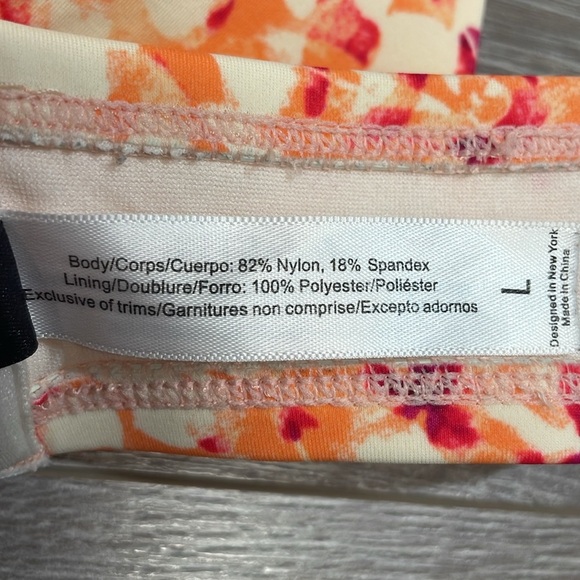 Body/Corps/Cuerpo: 82% Nylon, 18% Spandex
Lining/Doublure/Forro: 100% Polyester/Poliéster
Exclusive of trims/Garnitures non comprise/Excepto adornos
L
Designed in New York
Made in China